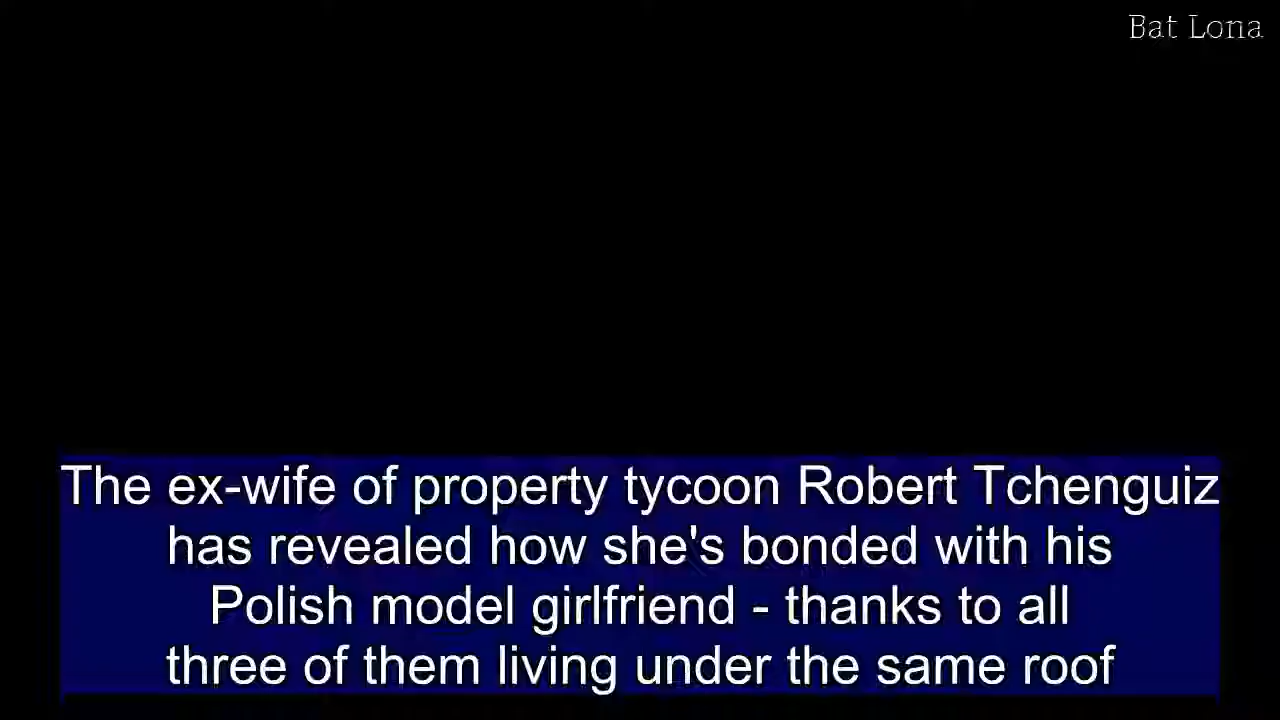 Bat Lona
The ex-wife of property tycoon Robert Tchenguiz
has revealed how she's bonded with his
Polish model girlfriend - thanks to all
three of them living under the same roof